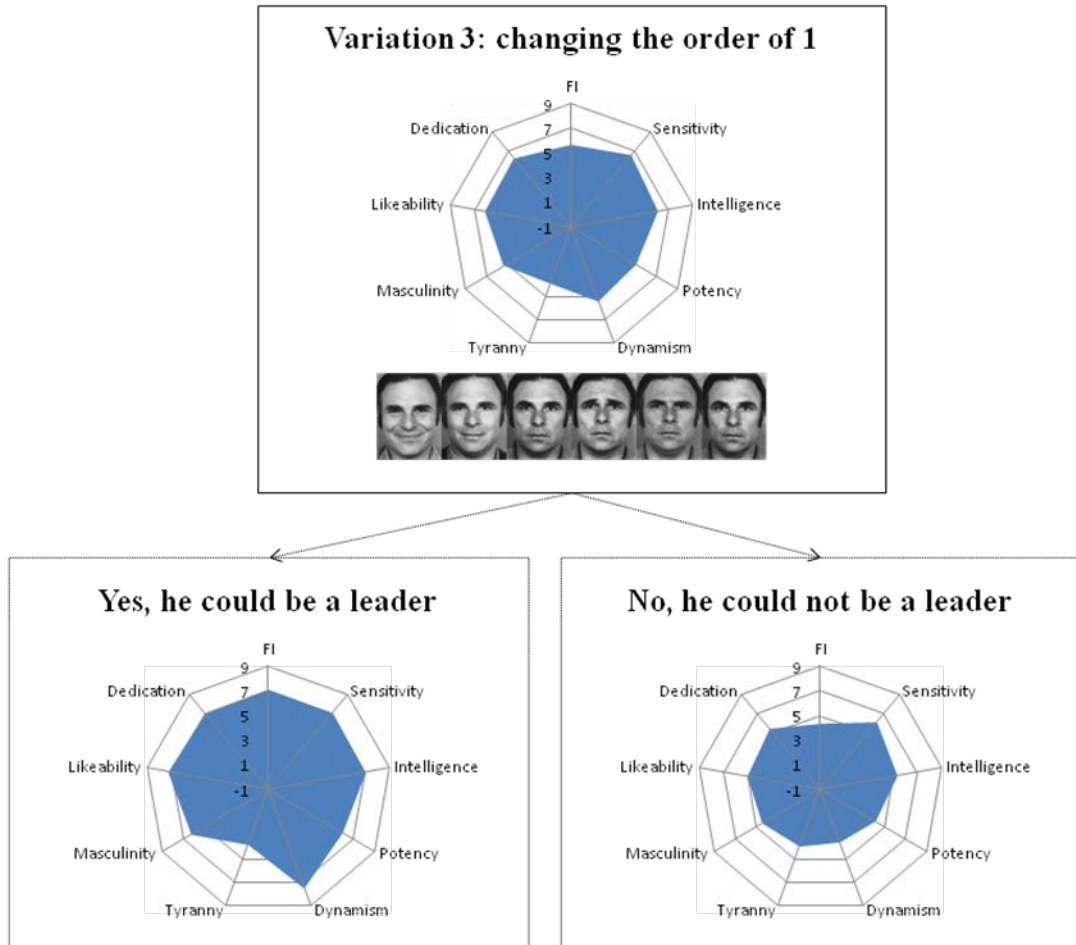 Variation 3: changing the order of 1
FI
9
7
5
3
1
-1
Sensitivity
Intelligence
Potency
Dynamism
Tyranny
Masculinity
Likeability
Dedication
Yes, he could be a leader
FI
9
7
5
3
1
-1
Sensitivity
Intelligence
Potency
Dynamism
Tyranny
Masculinity
Likeability
Dedication
No, he could not be a leader
FI
9
7
5
3
1
-1
Sensitivity
Intelligence
Potency
Dynamism
Tyranny
Masculinity
Likeability
Dedication